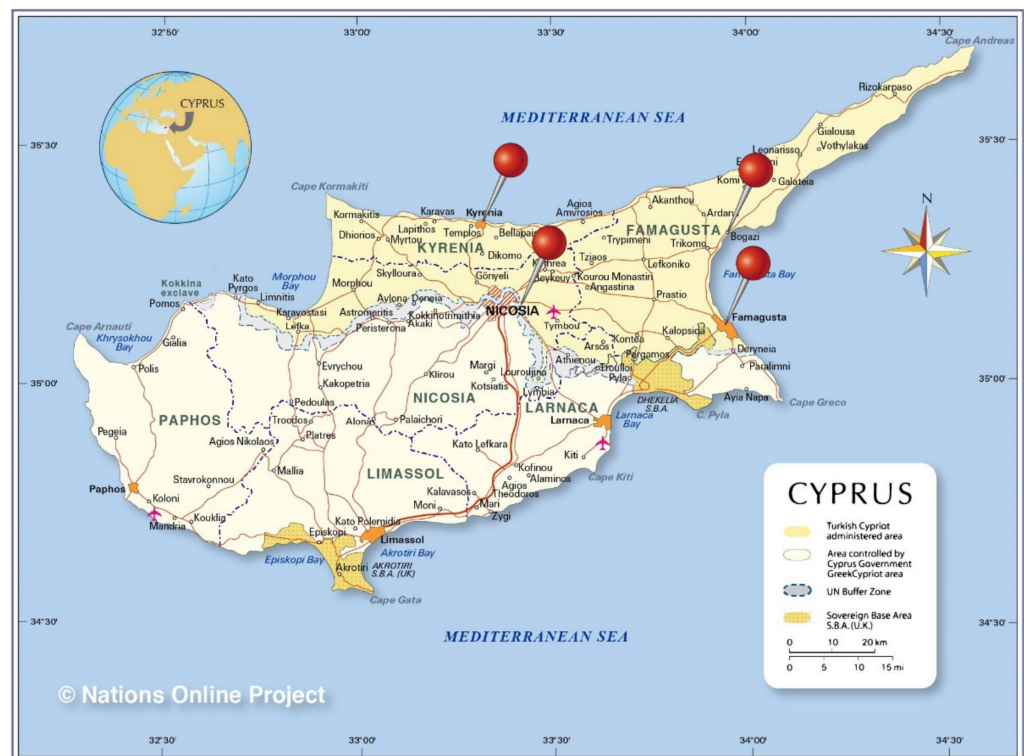 32°50'
33°00'
33°30'
34°00'
34°30'
Cape Andreas
Rizokarpaso
CYPRUS
MEDITERRANEAN SEA
Gialousa
35°30'
Vothylakas
35°30'
Leonarisso
Komi
Galateia
Cape Kormakiti
Kormakitis
Karavas
Kyrenia
Agios
Amvrosios
Akanthou
Ardan
Lapithos
Templos
Bellapais
FAMAGUSTA
Dhiorios
Myrtou
KYRENIA
Trypimeni
Trikomo
Bogazi
Dikomo
Tziaos
Lefkoniko
Skylloura
Gönyeli
Beykeuy
Kourou Monastiri
Angastina
Kokkina
exclave
Kato
Pyrgos
Morphou
Bay
Morphou
Prastio
Pomos
Limnitis
Karavostasi
Aylona
Deneia
NICOSIA
Famagusta
Lefka
Astromeritis
Kokkinotrimithia
Peristerona
Akaki
Tymbou
Kalopsida
Cape Arnauti
Khrysokhou
Bay
Gialia
Arsos
Kontea
Deryneia
Athienou
Pergamos
Evrychou
Margi
Louroujina
Troulloi
Pyla
Paralimni
Polis
Klirou
Kotsiatis
35°00'
35°00'
Kakopetria
Lymbia
DHEKELIA
S.B.A.
Ayia Napa
Cape Greco
NICOSIA
LARNACA
C. Pyla
Pedoulas
PAPHOS
Troodos
Alona
Palaichori
Larnaca
Larnaca
Bay
Pegeia
Agios Nikolaos
Platres
Kato Lefkara
Kiti
Mallia
LIMASSOL
Kofinou
Cape Kiti
Stavrokonnou
Alaminos
Agios
Theodoros
Paphos
Koloni
Kalavasos
Mari
Moni
Zygi
Mandria
Kouklia
Kato Polemidia
Episkopi
Limassol
Episkopi Bay
Akrotiri Bay
Akrotiri
AKROTIRI
S.B.A. (UK)
Cape Gata
34°30'
34°30'
MEDITERRANEAN SEA
N
CYPRUS
Turkish Cypriot
administered area
Area controlled by
Cyprus Government
GreekCypriot area
UN Buffer Zone
Sovereign Base Area
S.B.A. (U.K.)
0 10 20 km
0 5 10 15 mi
© Nations Online Project
32°30'
33°00'
33°30'
34°00'